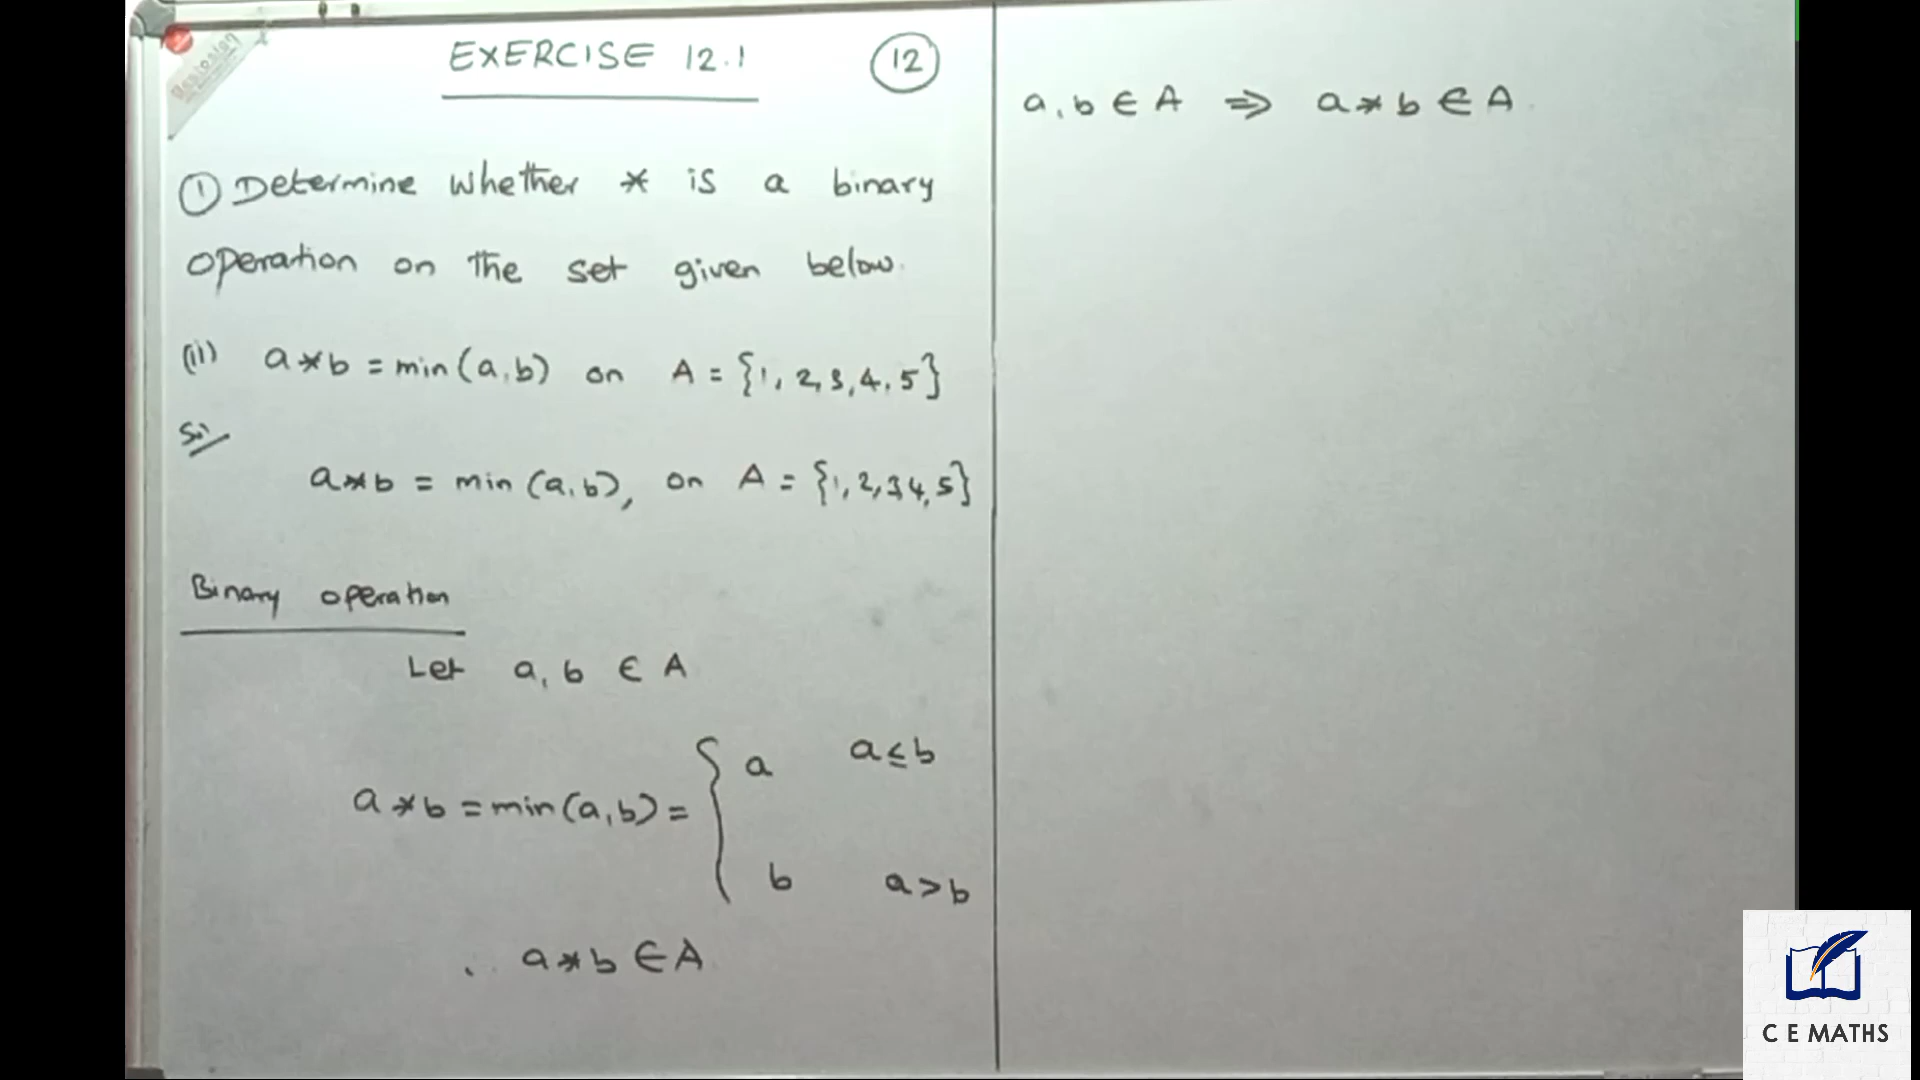 EXERCISE 12.1
12
① Determine whether * is a binary
operation on the set given below.
(ii) a * b = min (a, b) on A = {1, 2, 3, 4, 5}
a * b = min (a, b), on A = {1, 2, 3 4, 5}
Binary operation
Let a, b ∈ A
a * b = min (a, b) = { a a ≤ b
b a > b
∴ a * b ∈ A
a, b ∈ A ⇒ a * b ∈ A
C E MATHS